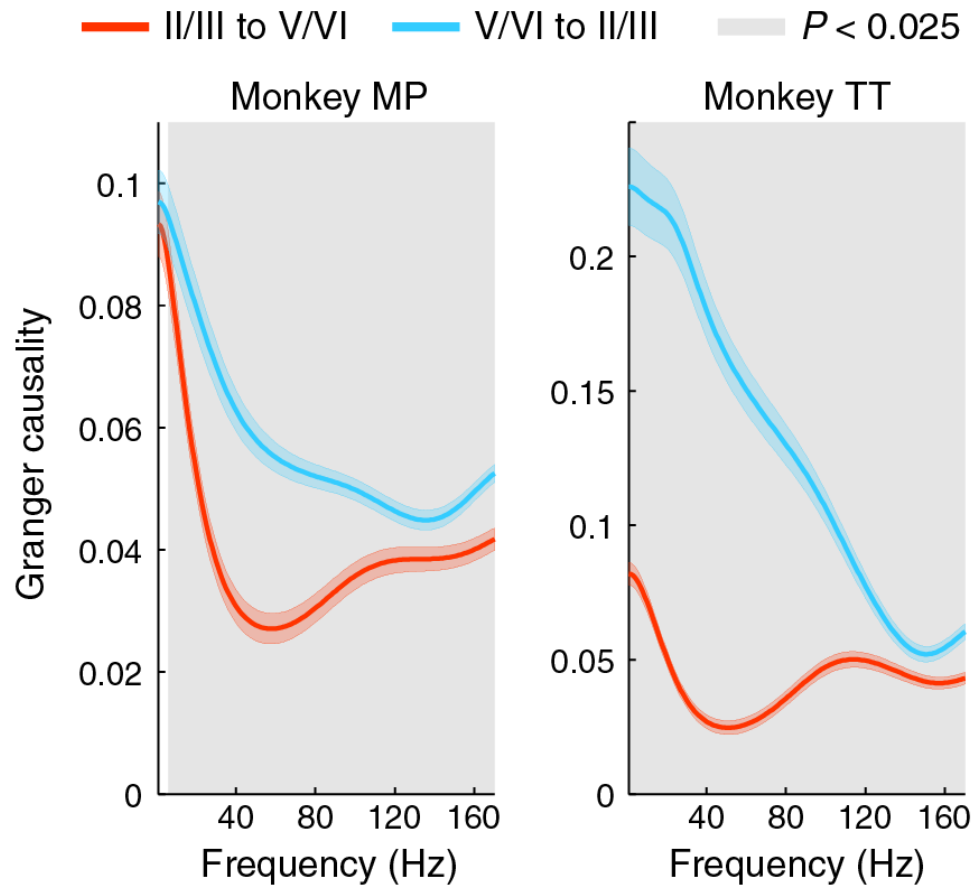 II/III to V/VI V/VI to II/III P < 0.025
Monkey MP
Monkey TT
Granger causality
0.1
0.08
0.06
0.04
0.02
0
0.2
0.15
0.1
0.05
0
40 80 120 160
40 80 120 160
Frequency (Hz)
Frequency (Hz)